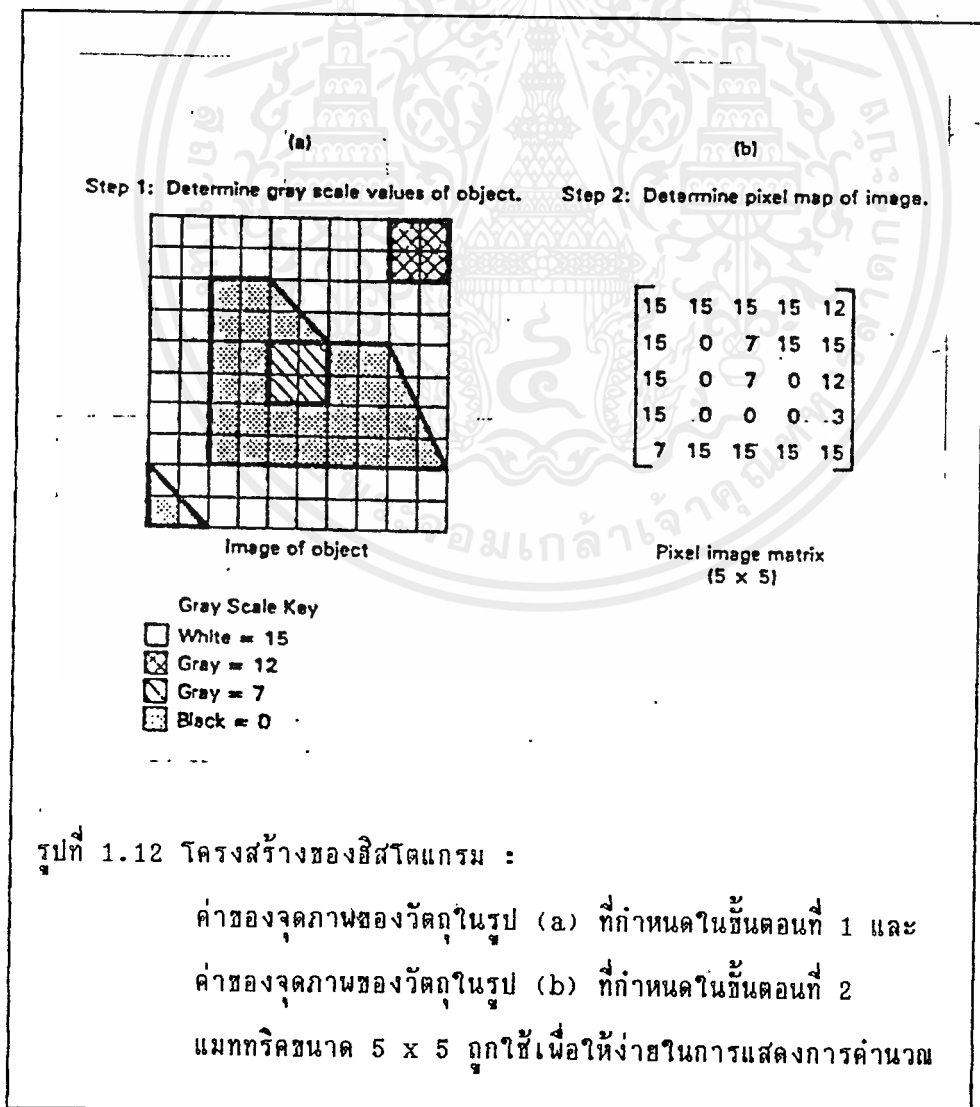 (a)
(b)
Step 1: Determine gray scale values of object.
Step 2: Determine pixel map of image.
15 15 15 15 12
15 0 7 15 15
15 0 7 0 12
15 0 0 0 3
7 15 15 15 15
Image of object
Pixel image matrix
(5 × 5)
Gray Scale Key
White = 15
Gray = 12
Gray = 7
Black = 0
รูปที่ 1.12 โครงสร้างของฮิสโตแกรม :
ค่าของจุดภาพของวัตถุในรูป (a) ที่กำหนดในขั้นตอนที่ 1 และ
ค่าของจุดภาพของวัตถุในรูป (b) ที่กำหนดในขั้นตอนที่ 2
แมททริคขนาด 5 x 5 ถูกใช้เพื่อให้ง่ายในการแสดงการคำนวณ